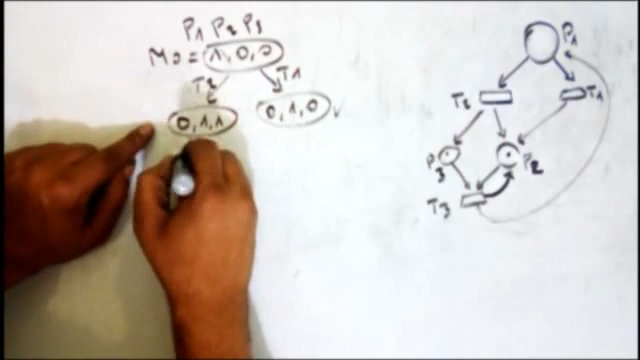 P1 P2 P3
M0 = 1,0,0
T2 T1
0,1,1 0,1,0
P1
T2 T1
P3 P2
T3